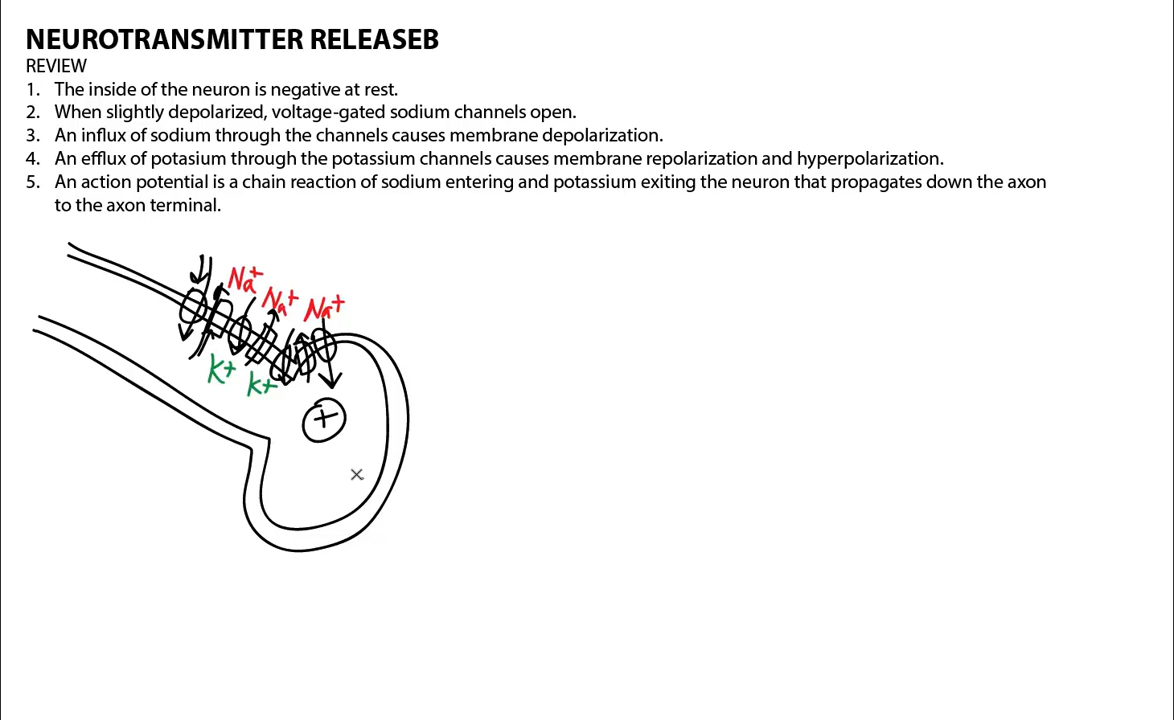 NEUROTRANSMITTER RELEASEB
REVIEW
1. The inside of the neuron is negative at rest.
2. When slightly depolarized, voltage-gated sodium channels open.
3. An influx of sodium through the channels causes membrane depolarization.
4. An efflux of potasium through the potassium channels causes membrane repolarization and hyperpolarization.
5. An action potential is a chain reaction of sodium entering and potassium exiting the neuron that propagates down the axon
to the axon terminal.
Na+ Na+ Na+
K+ K+
+